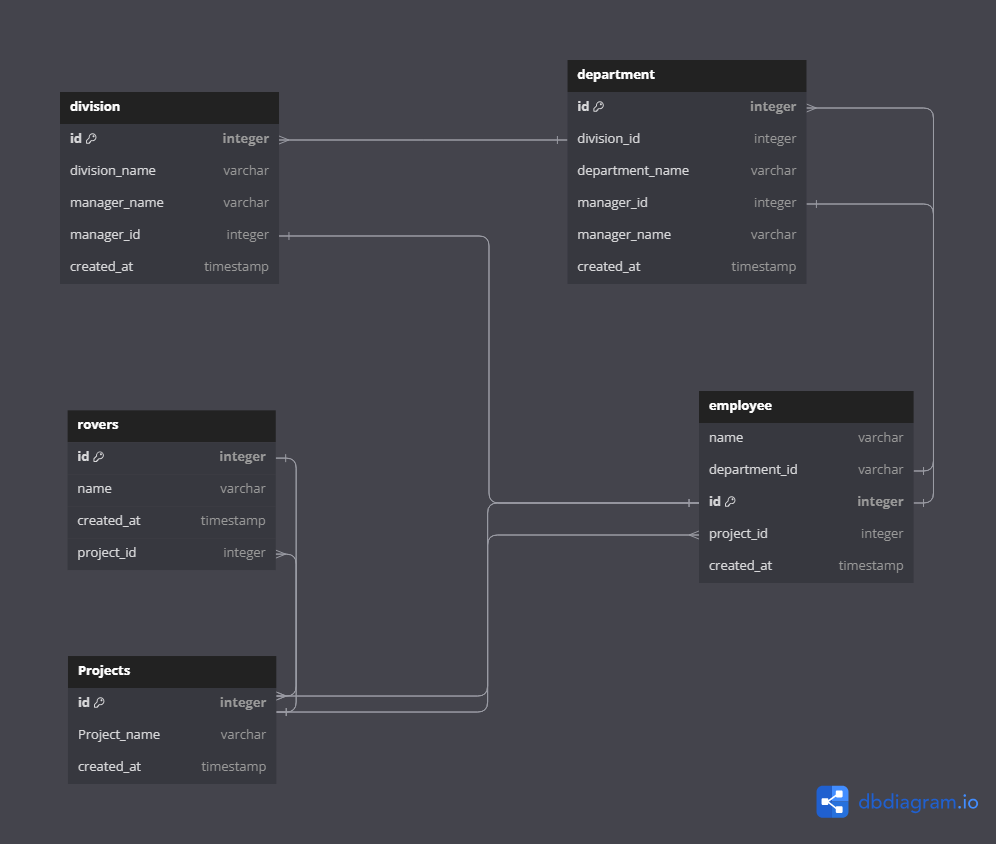 division
id integer
division_name varchar
manager_name varchar
manager_id integer
created_at timestamp
department
id integer
division_id integer
department_name varchar
manager_id integer
manager_name varchar
created_at timestamp
rovers
id integer
name varchar
created_at timestamp
project_id integer
employee
name varchar
department_id varchar
id integer
project_id integer
created_at timestamp
Projects
id integer
Project_name varchar
created_at timestamp
dbdiagram.io